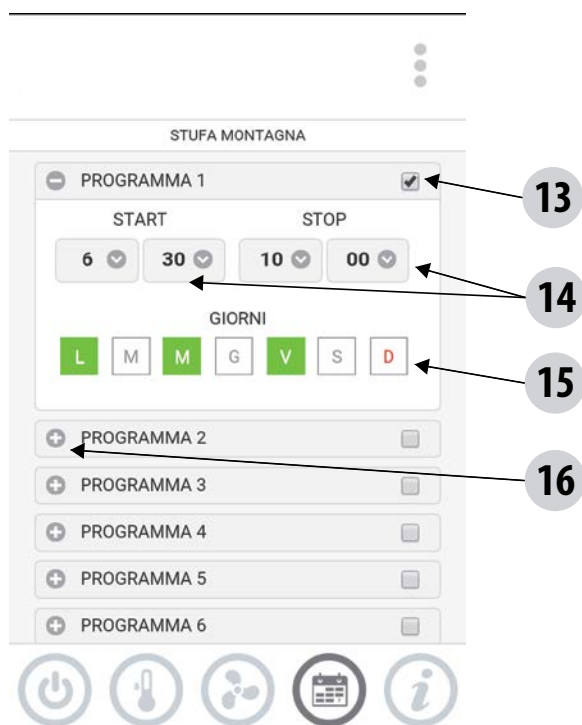 STUFA MONTAGNA
PROGRAMMA 1
13
START STOP
6 30 10 00
14
GIORNI
L M M G V S D
15
PROGRAMMA 2
16
PROGRAMMA 3
PROGRAMMA 4
PROGRAMMA 5
PROGRAMMA 6
i